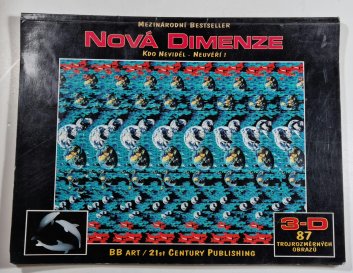 MEZINÁRODNÍ BESTSELLER
NOVÁ DIMENZE
KDO NEVIDĚL - NEUVĚŘÍ !
3-D
87
TROJROZMĚRNÝCH
OBRAZŮ
BB ART / 21ST CENTURY PUBLISHING